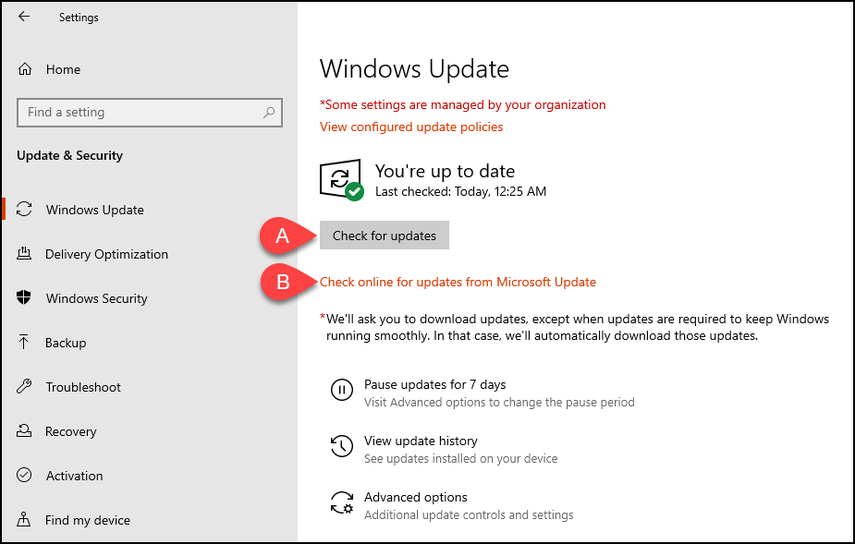 Settings
Home
Find a setting
Update & Security
Windows Update
Delivery Optimization
Windows Security
Backup
Troubleshoot
Recovery
Activation
Find my device
Windows Update
*Some settings are managed by your organization
View configured update policies
You're up to date
Last checked: Today, 12:25 AM
A
Check for updates
B
Check online for updates from Microsoft Update
*We'll ask you to download updates, except when updates are required to keep Windows
running smoothly. In that case, we'll automatically download those updates.
Pause updates for 7 days
Visit Advanced options to change the pause period
View update history
See updates installed on your device
Advanced options
Additional update controls and settings